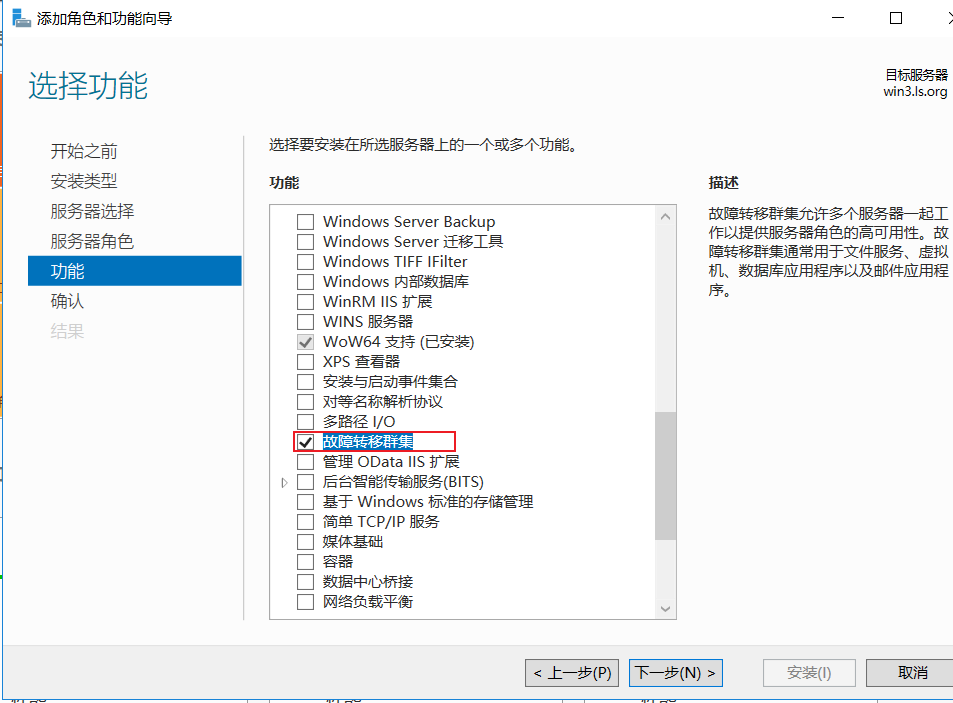 添加角色和功能向导
选择功能
目标服务器
win3.ls.org
开始之前
安装类型
服务器选择
服务器角色
功能
确认
结果
选择要安装在所选服务器上的一个或多个功能。
功能
Windows Server Backup
Windows Server 迁移工具
Windows TIFF IFilter
Windows 内部数据库
WinRM IIS 扩展
WINS 服务器
WoW64 支持 (已安装)
XPS 查看器
安装与启动事件集合
对等名称解析协议
多路径 I/O
故障转移群集
管理 OData IIS 扩展
后台智能传输服务(BITS)
基于 Windows 标准的存储管理
简单 TCP/IP 服务
媒体基础
容器
数据中心桥接
网络负载平衡
描述
故障转移群集允许多个服务器一起工
作以提供服务器角色的高可用性。故
障转移群集通常用于文件服务、虚拟
机、数据库应用程序以及邮件应用程
序。
< 上一步(P)
下一步(N) >
安装(I)
取消